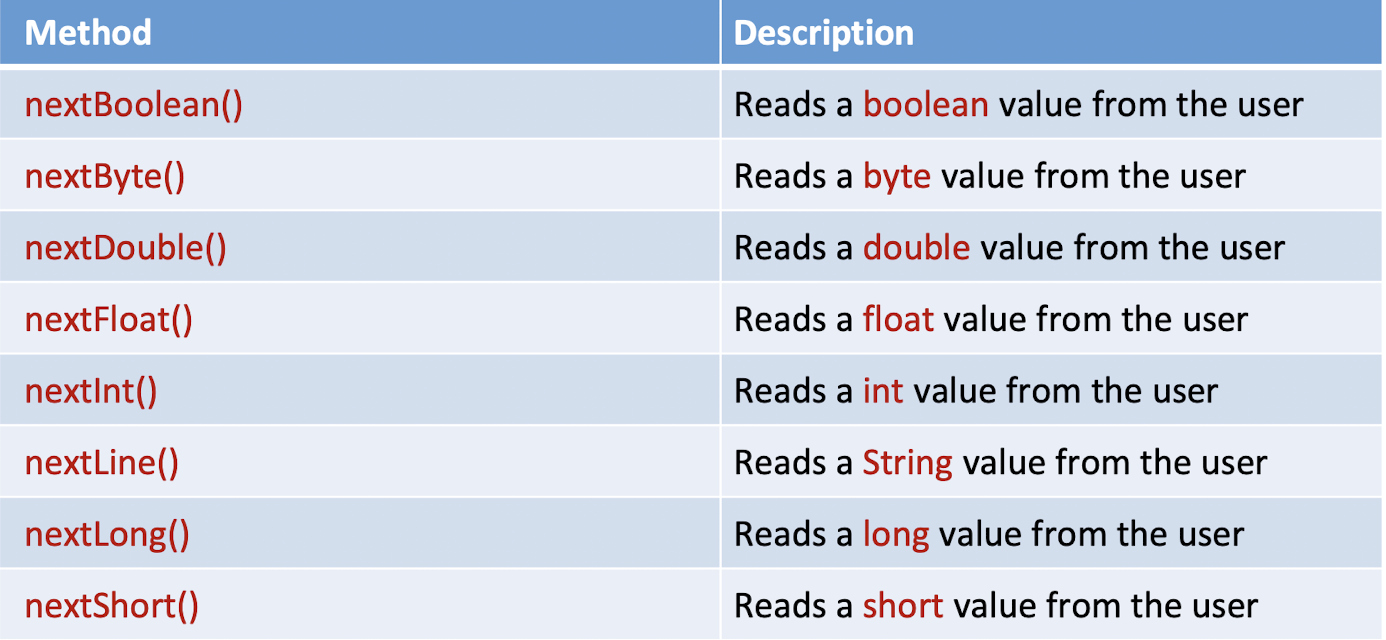 Method Description
nextBoolean() Reads a boolean value from the user
nextByte() Reads a byte value from the user
nextDouble() Reads a double value from the user
nextFloat() Reads a float value from the user
nextInt() Reads a int value from the user
nextLine() Reads a String value from the user
nextLong() Reads a long value from the user
nextShort() Reads a short value from the user